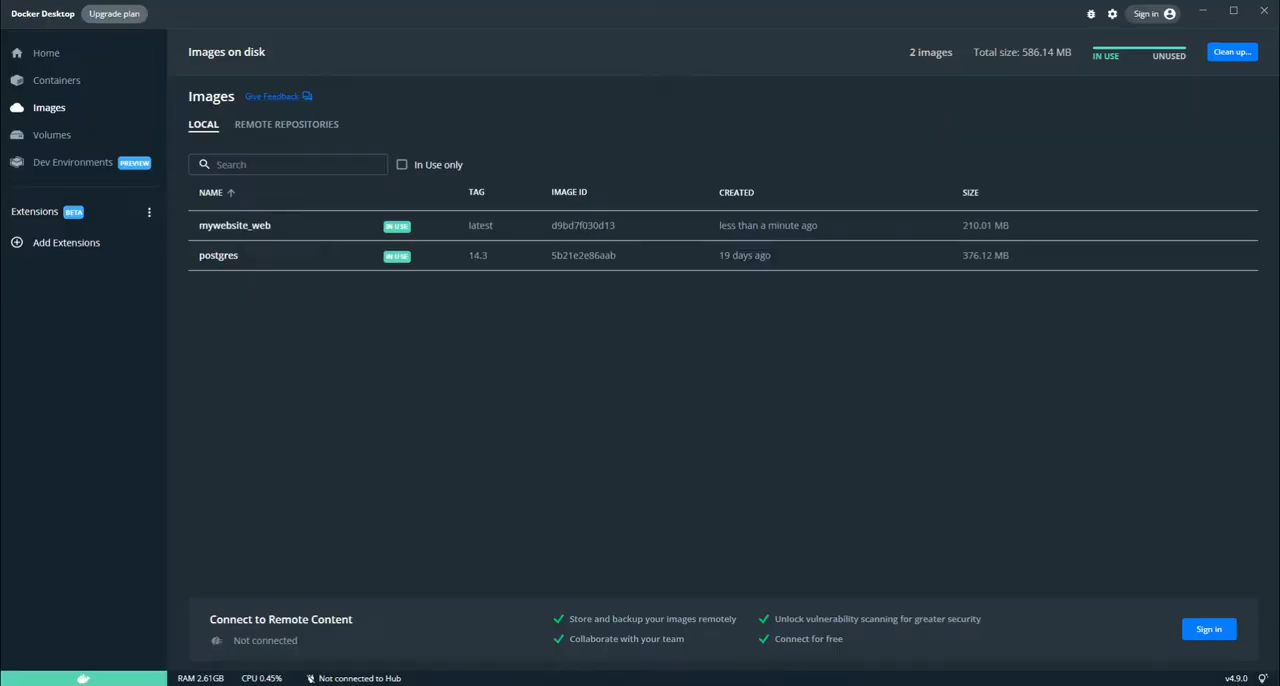 Docker Desktop Upgrade plan Sign in
Home
Containers
Images
Volumes
Dev Environments PREVIEW
Extensions BETA
Add Extensions
Images on disk 2 images Total size: 586.14 MB IN USE UNUSED Clean up...
Images Give Feedback
LOCAL REMOTE REPOSITORIES
Search In Use only
NAME TAG IMAGE ID CREATED SIZE
mywebsite_web IN USE latest d9bd7f030d13 less than a minute ago 210.01 MB
postgres IN USE 14.3 5b21e2e86aab 19 days ago 376.12 MB
Connect to Remote Content
Not connected
Store and backup your images remotely
Collaborate with your team
Unlock vulnerability scanning for greater security
Connect for free
Sign in
RAM 2.61GB CPU 0.45% Not connected to Hub v4.9.0